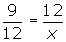 9/12 = 12/x